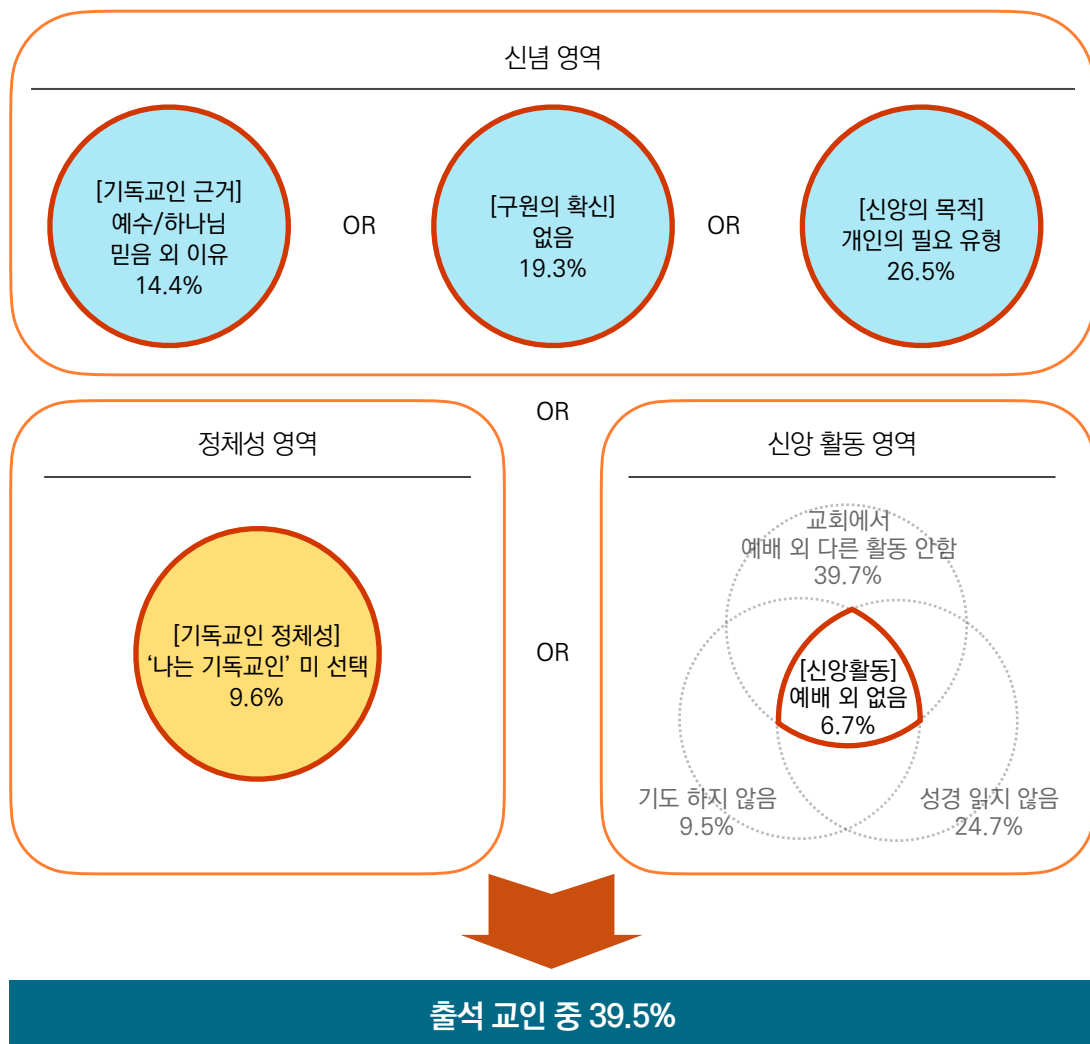 신념 영역
[기독교인 근거]
예수/하나님
믿음 외 이유
14.4%
OR
[구원의 확신]
없음
19.3%
OR
[신앙의 목적]
개인의 필요 유형
26.5%
OR
정체성 영역
[기독교인 정체성]
‘나는 기독교인’ 미 선택
9.6%
OR
신앙 활동 영역
교회에서
예배 외 다른 활동 안함
39.7%
[신앙활동]
예배 외 없음
6.7%
기도 하지 않음
9.5%
성경 읽지 않음
24.7%
출석 교인 중 39.5%